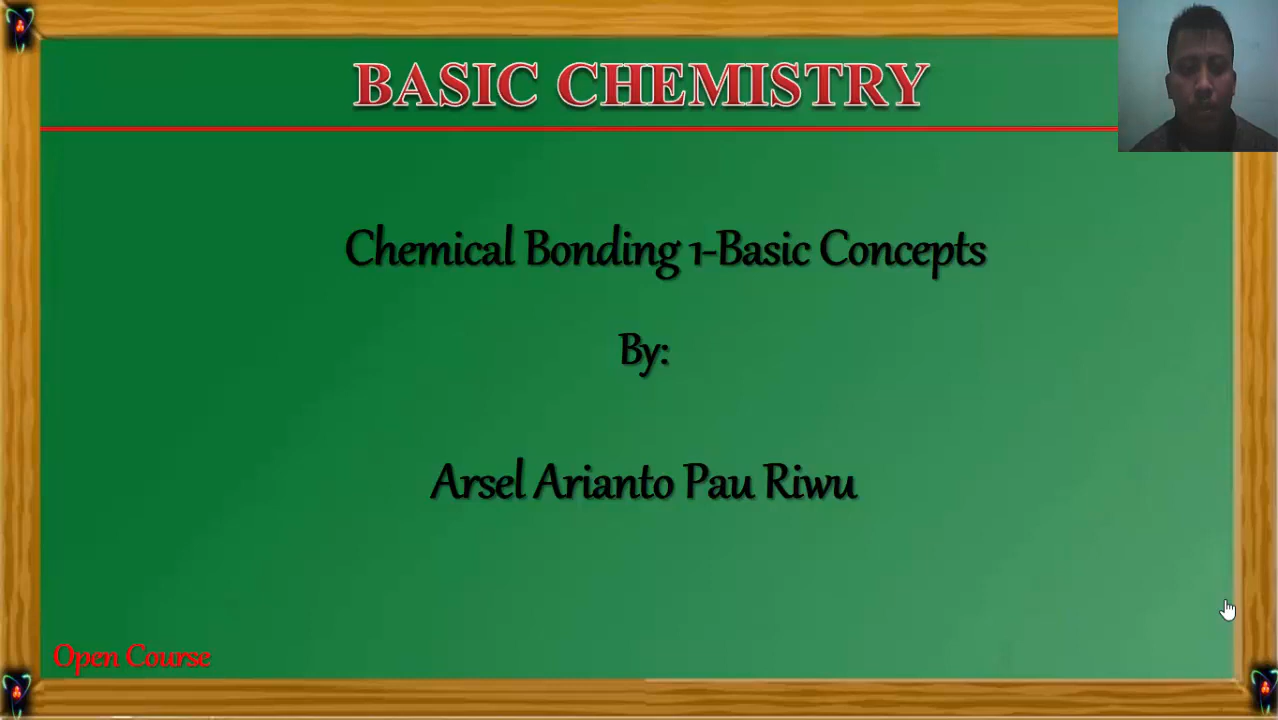 BASIC CHEMISTRY
Chemical Bonding 1-Basic Concepts
By:
Arsel Arianto Pau Riwu
Open Course